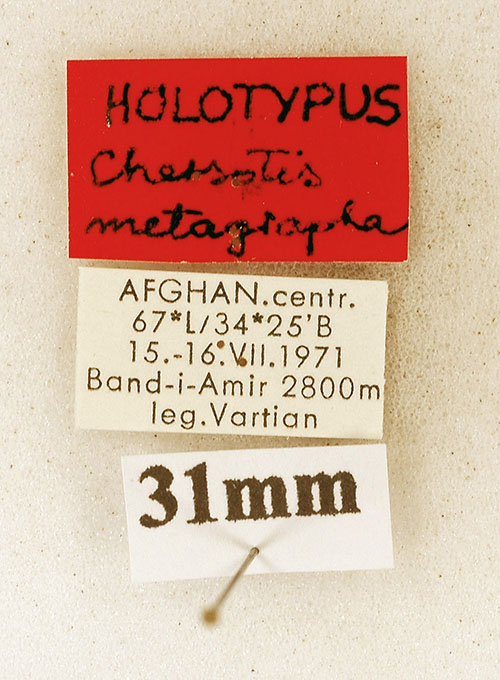 HOLOTYPUS
Chersotis
metagrapha
AFGHAN.centr.
67*L/34*25'B
15.-16.VII.1971
Band-i-Amir 2800m
leg.Vartian
31mm